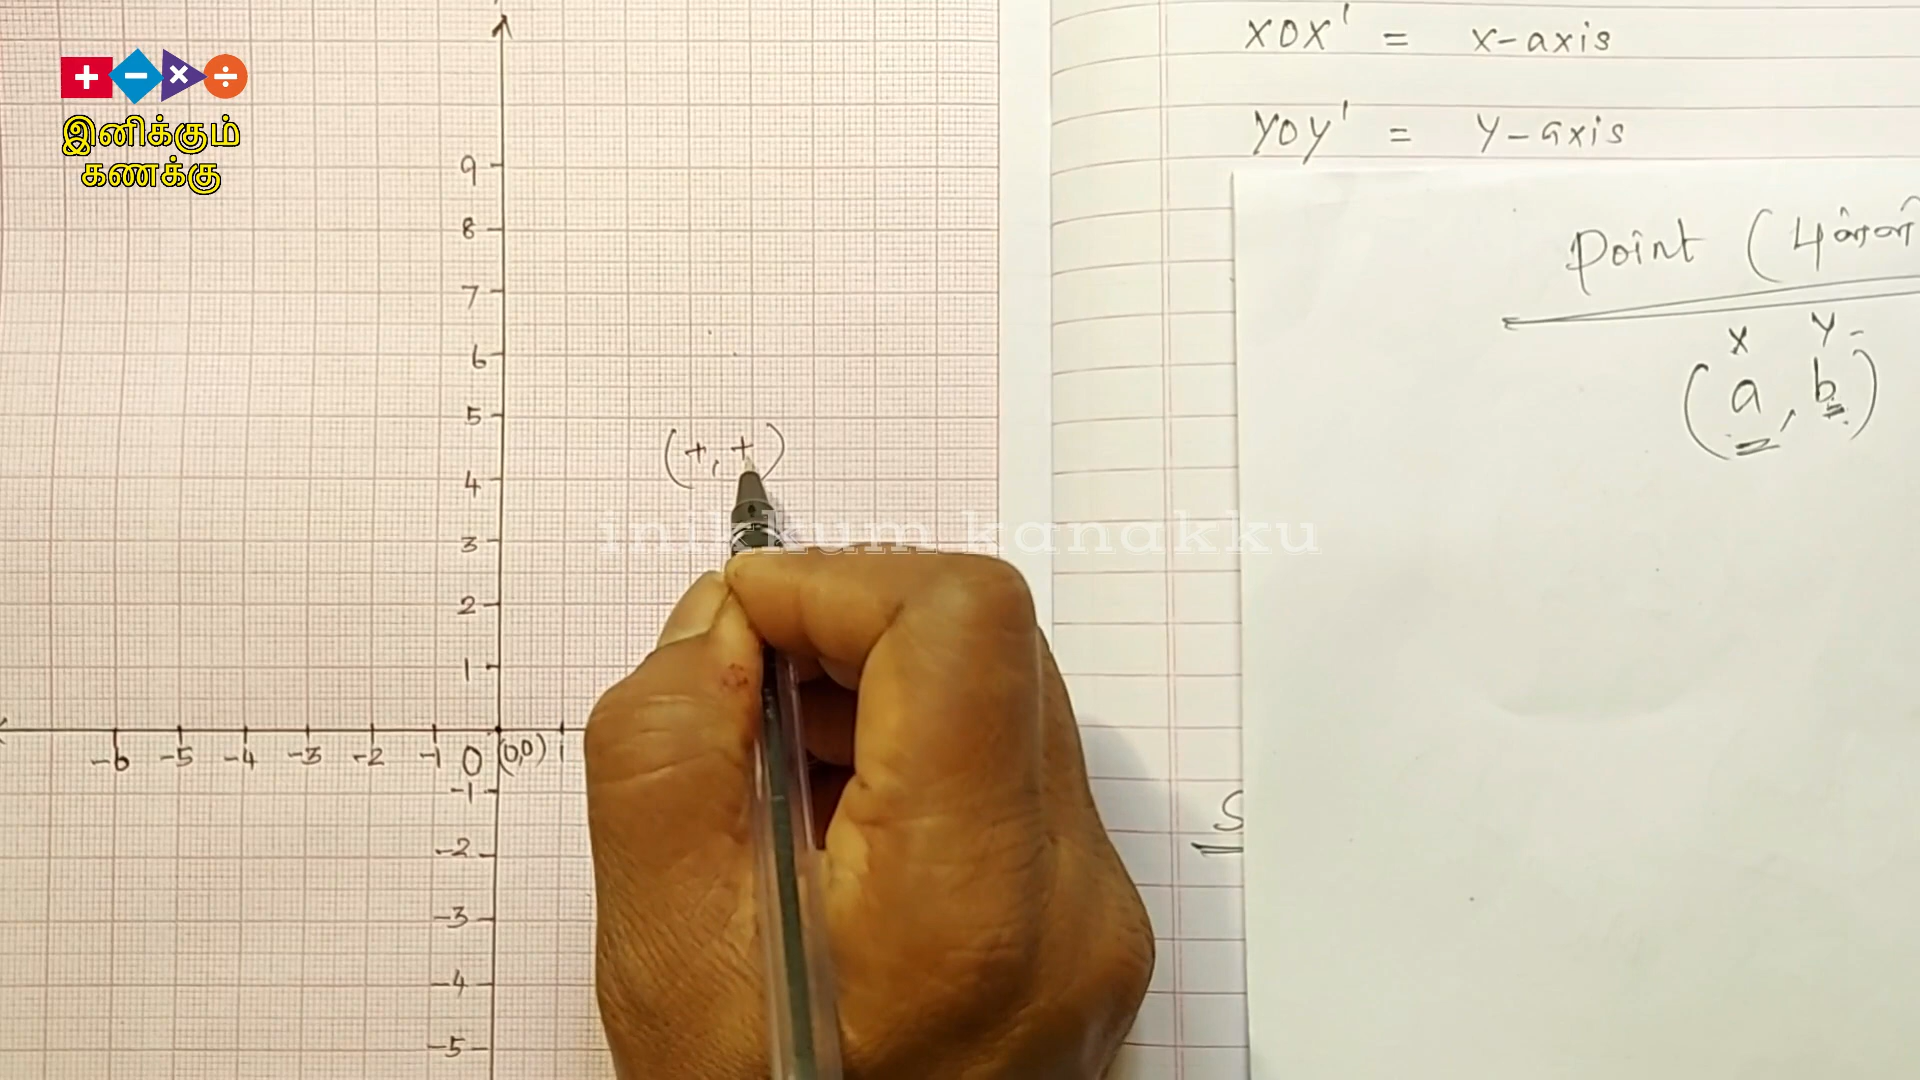 இனிக்கும்
கணக்கு
XOX' = X-axis
YOY' = Y-axis
Point (புள்ளி
X Y
(a, b)
9
8
7
6
5
4
3
2
1
(+, +)
inikkum kanakku
-6 -5 -4 -3 -2 -1 O (0,0) 1
-1
-2
-3
-4
-5
S